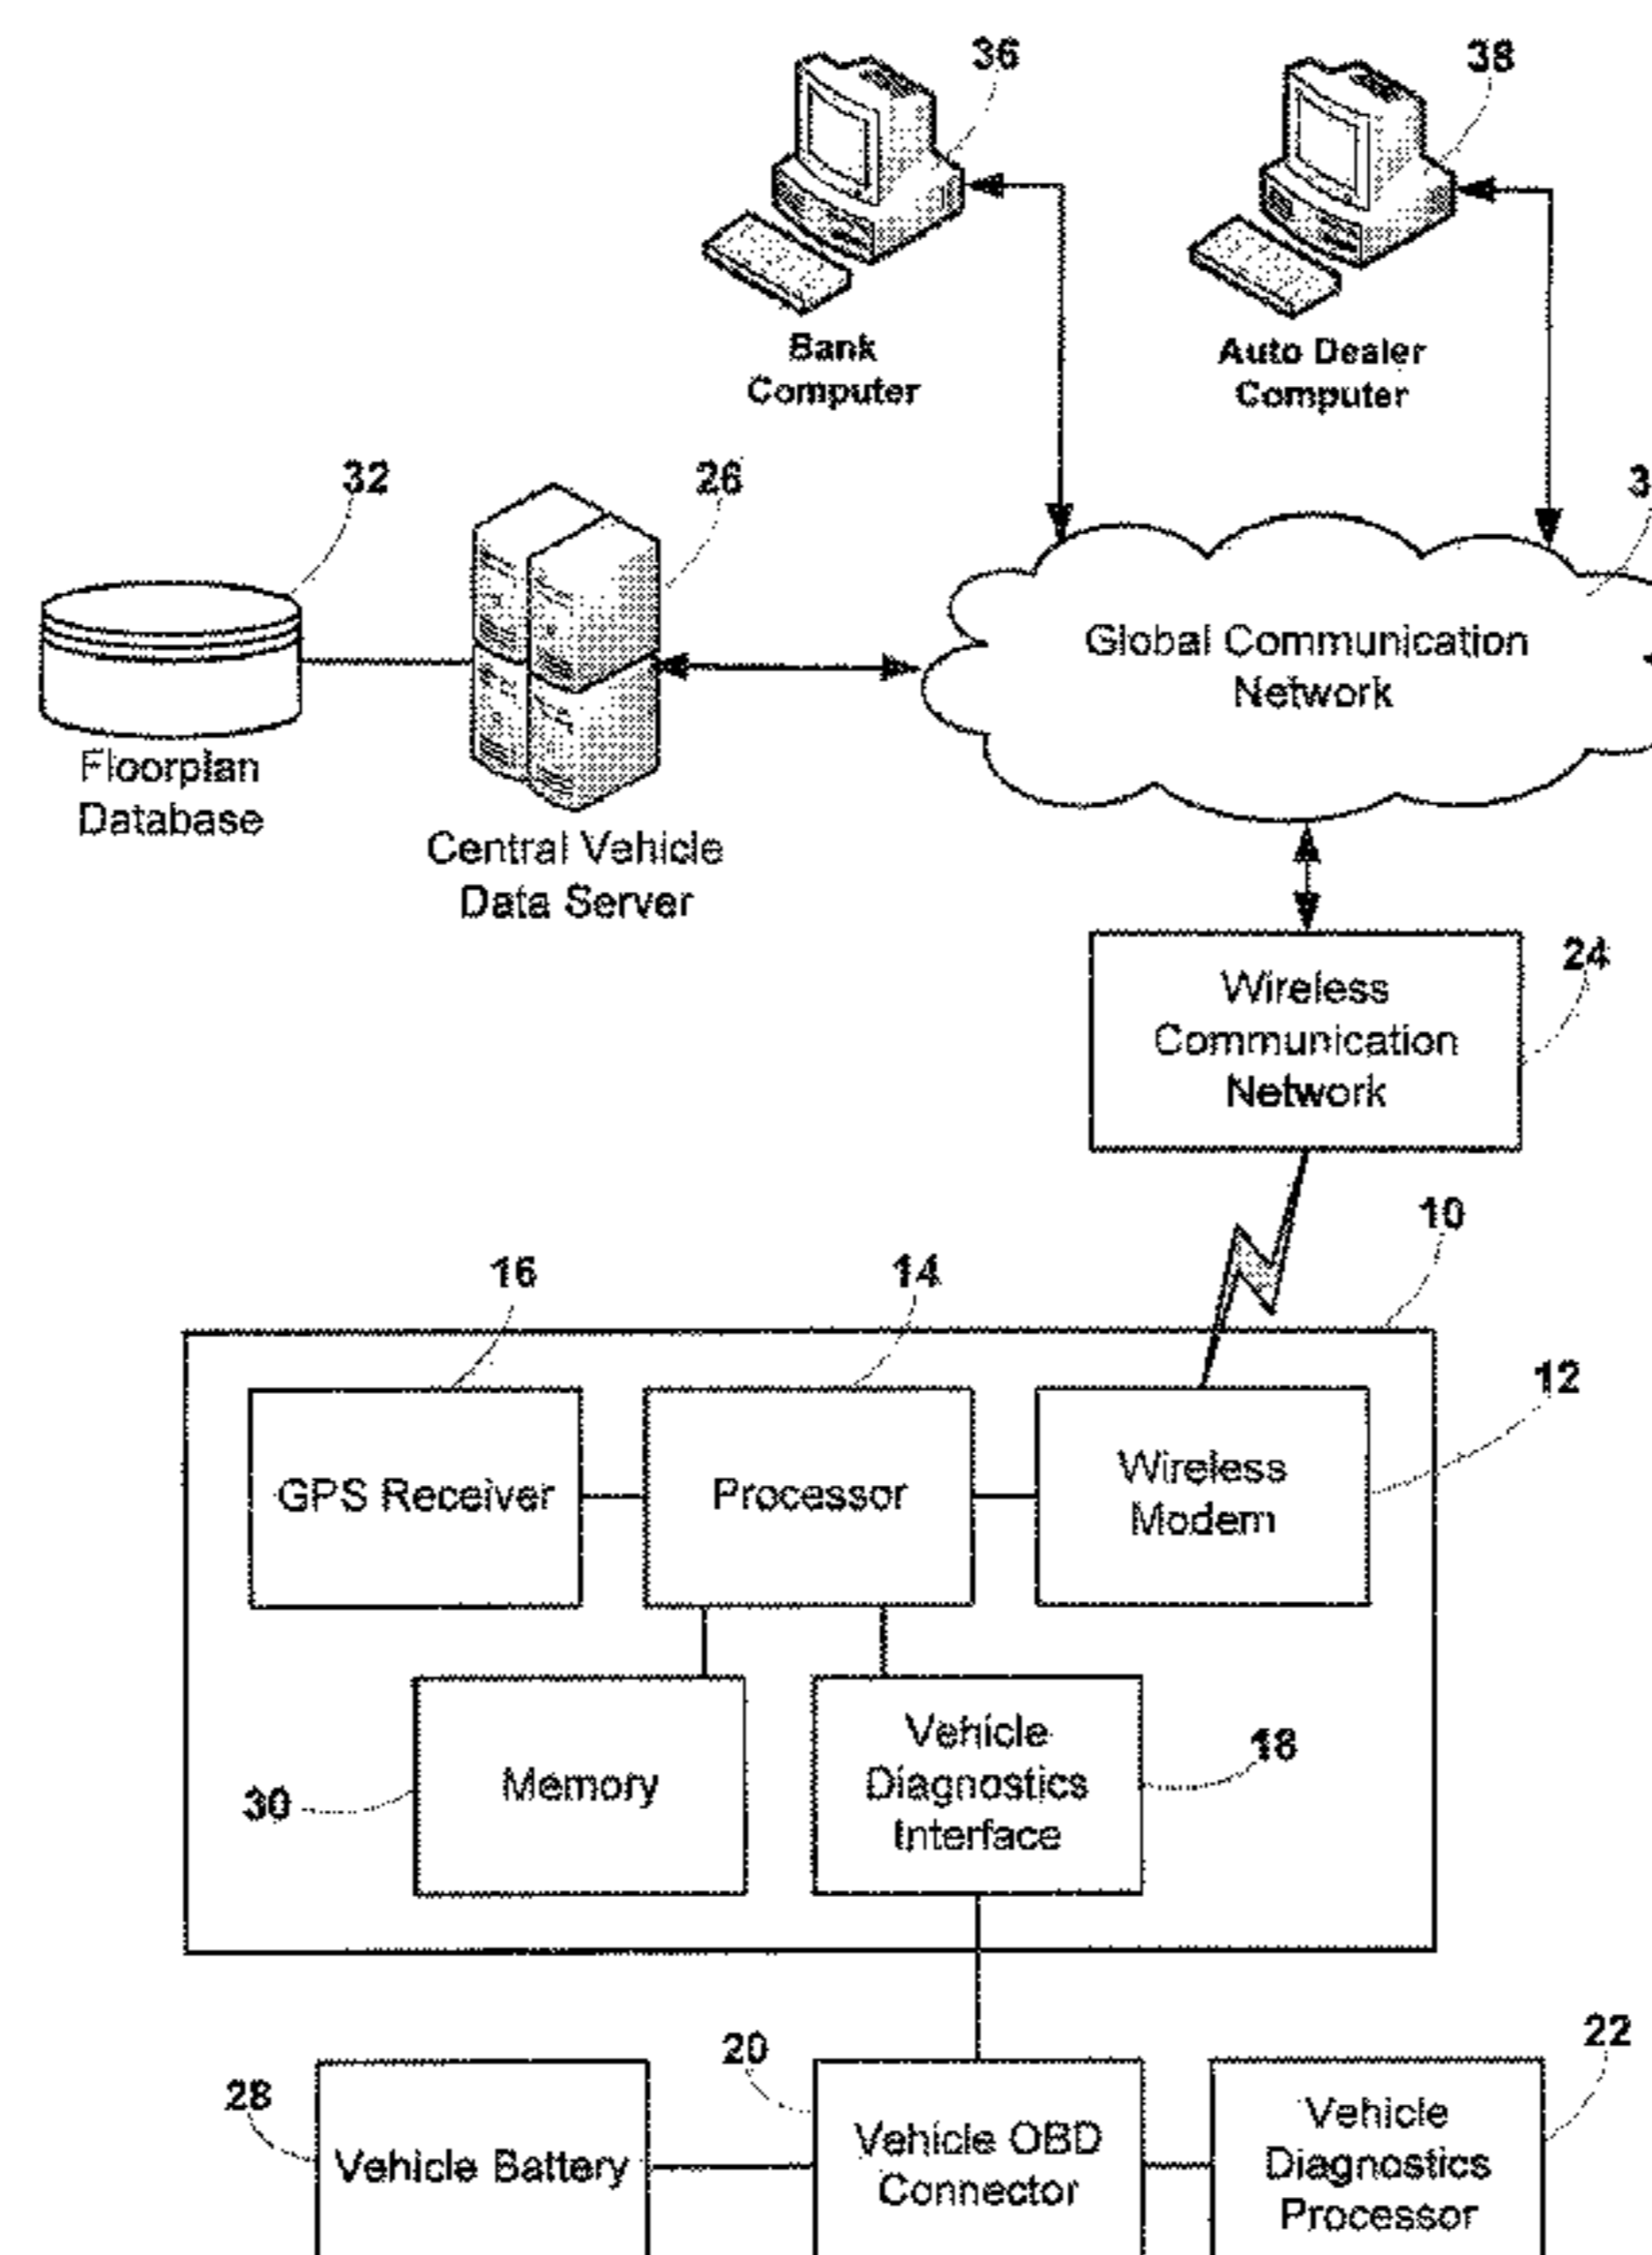 36
38
Bank
Computer
Auto Dealer
Computer
32
26
3
Global Communication
Network
Floorplan
Database
Central Vehicle
Data Server
24
Wireless
Communication
Network
10
16
14
12
GPS Receiver
Processor
Wireless
Modem
Memory
30
Vehicle
Diagnostics
Interface
18
20
22
28
Vehicle Battery
Vehicle OBD
Connector
Vehicle
Diagnostics
Processor